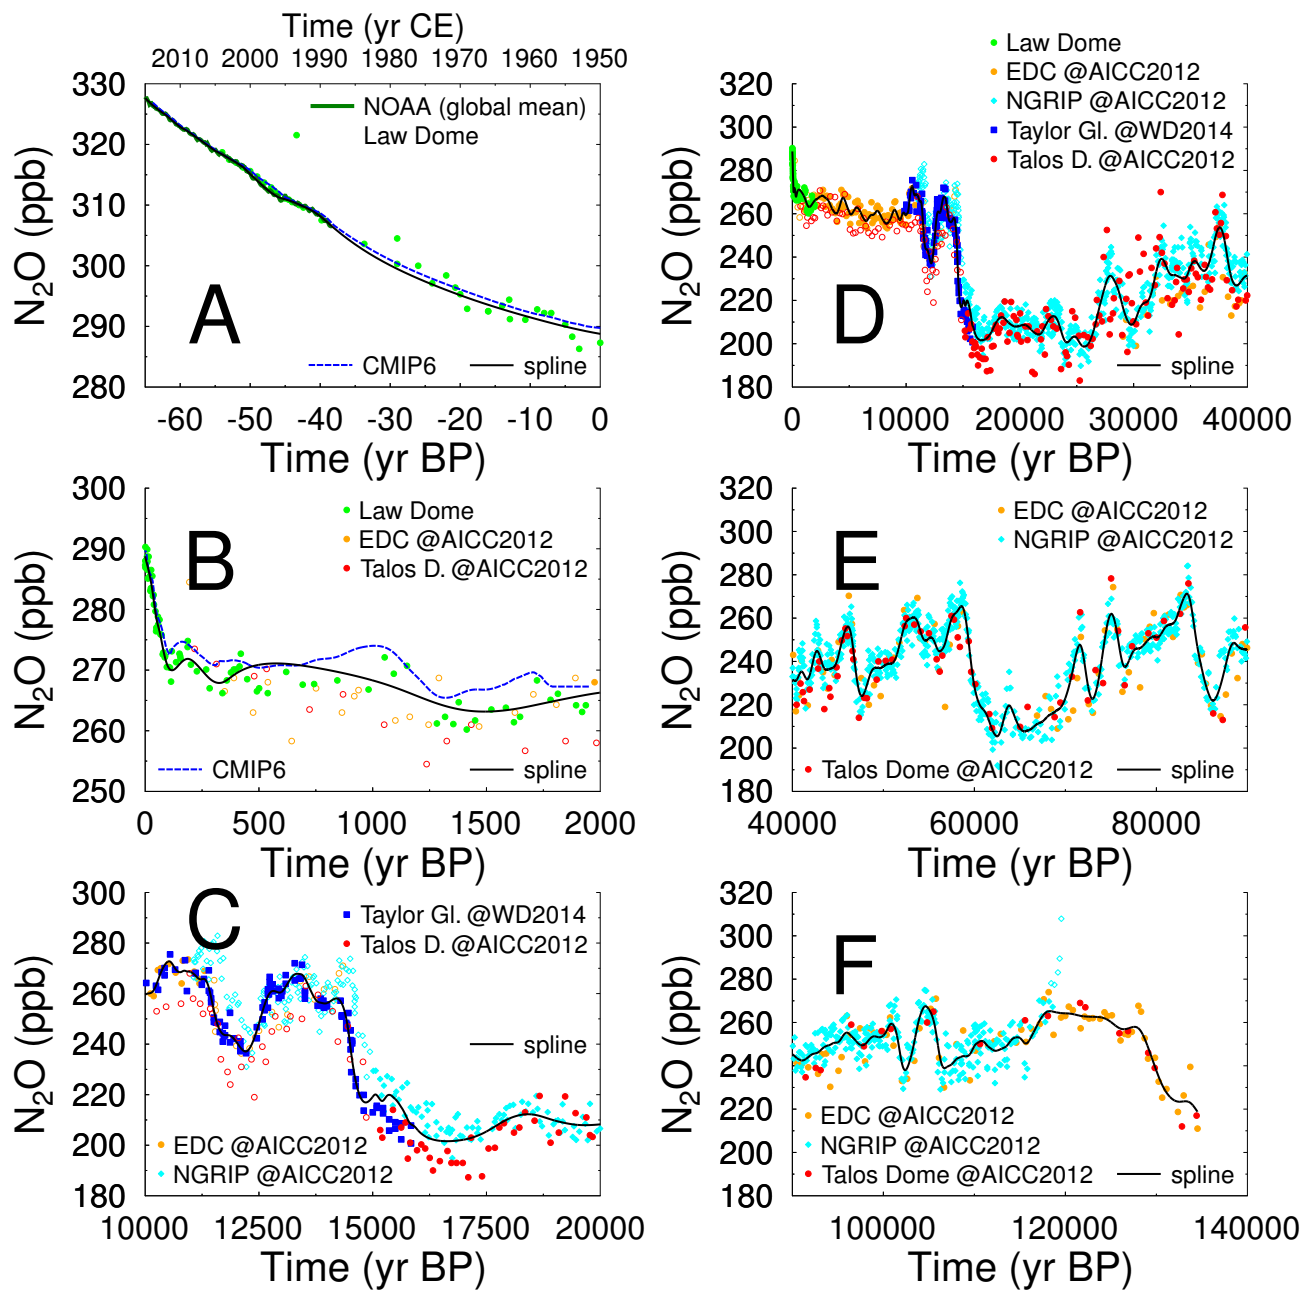 Time (yr CE)
2010 2000 1990 1980 1970 1960 1950
330
320
310
300
290
280
N2O (ppb)
NOAA (global mean)
Law Dome
A
CMIP6
spline
-60 -50 -40 -30 -20 -10 0
Time (yr BP)
Law Dome
EDC @AICC2012
NGRIP @AICC2012
Taylor Gl. @WD2014
Talos D. @AICC2012
320
300
280
260
240
220
200
180
N2O (ppb)
D
spline
0 10000 20000 30000 40000
Time (yr BP)
300
290
280
270
260
250
N2O (ppb)
B
Law Dome
EDC @AICC2012
Talos D. @AICC2012
CMIP6
spline
0 500 1000 1500 2000
Time (yr BP)
320
300
280
260
240
220
200
180
N2O (ppb)
E
EDC @AICC2012
NGRIP @AICC2012
Talos Dome @AICC2012
spline
40000 60000 80000
Time (yr BP)
300
280
260
240
220
200
180
N2O (ppb)
C
Taylor Gl. @WD2014
Talos D. @AICC2012
spline
EDC @AICC2012
NGRIP @AICC2012
10000 12500 15000 17500 20000
Time (yr BP)
320
300
280
260
240
220
200
180
N2O (ppb)
F
EDC @AICC2012
NGRIP @AICC2012
Talos Dome @AICC2012
spline
100000 120000 140000
Time (yr BP)